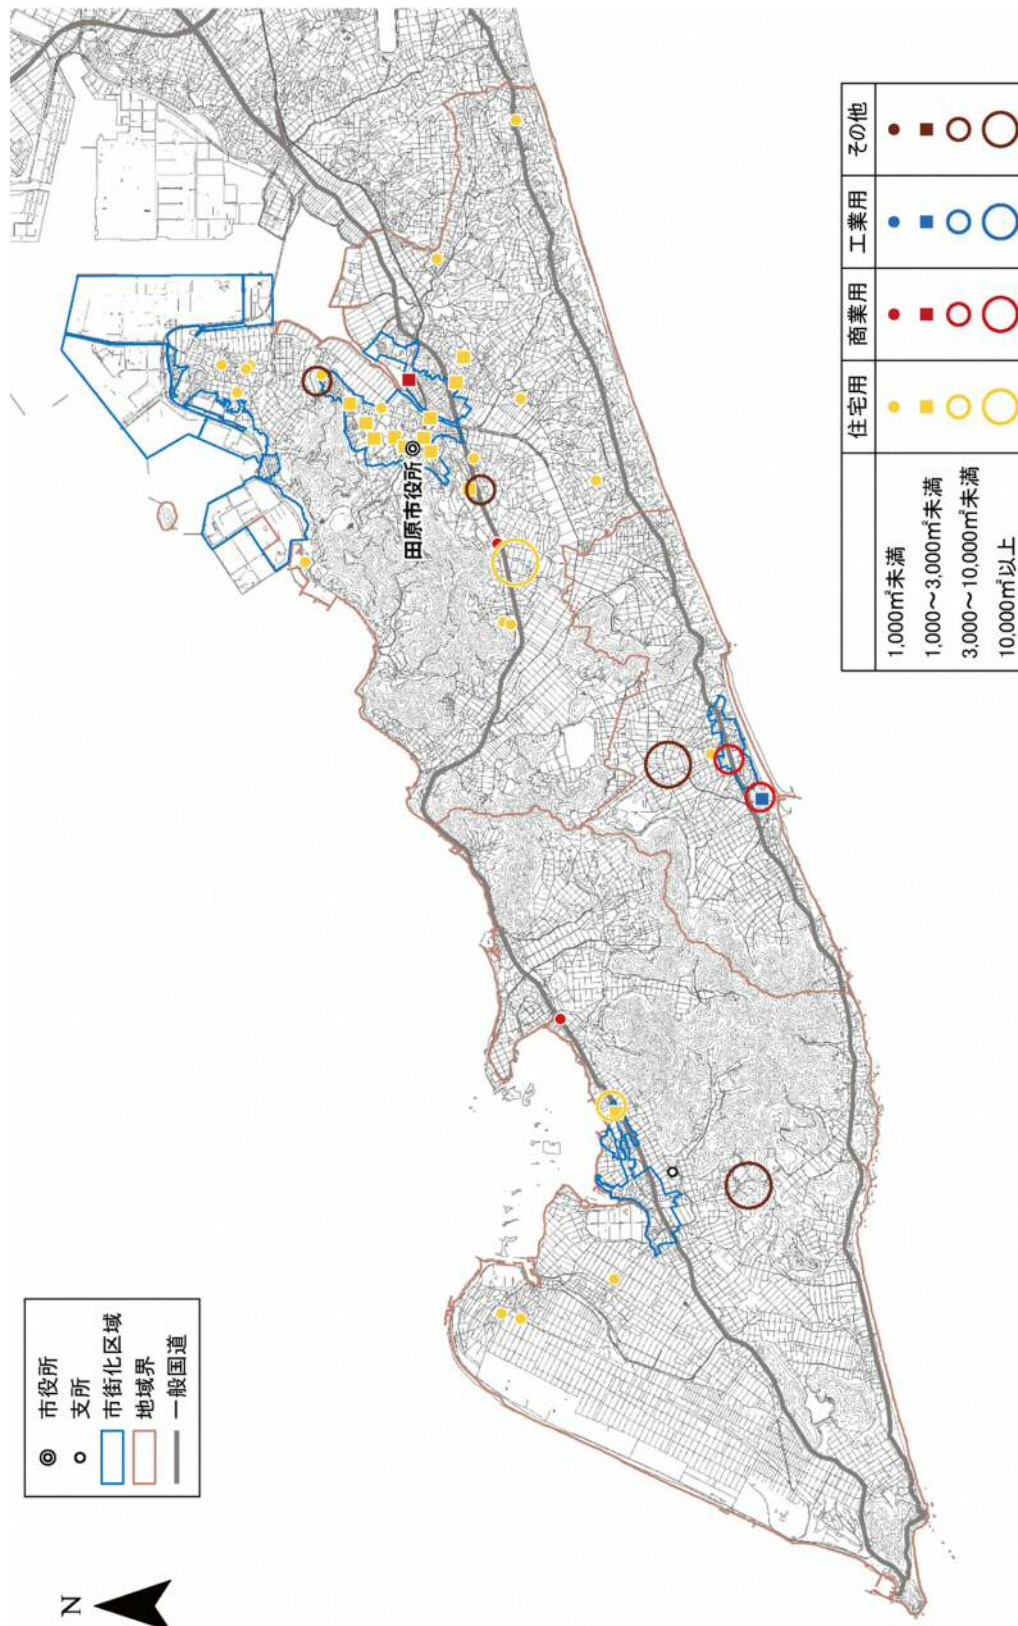 N
市役所
支所
市街化区域
地域界
一般国道
田原市役所
住宅用 商業用 工業用 その他
1,000㎡未満
1,000～3,000㎡未満
3,000～10,000㎡未満
10,000㎡以上